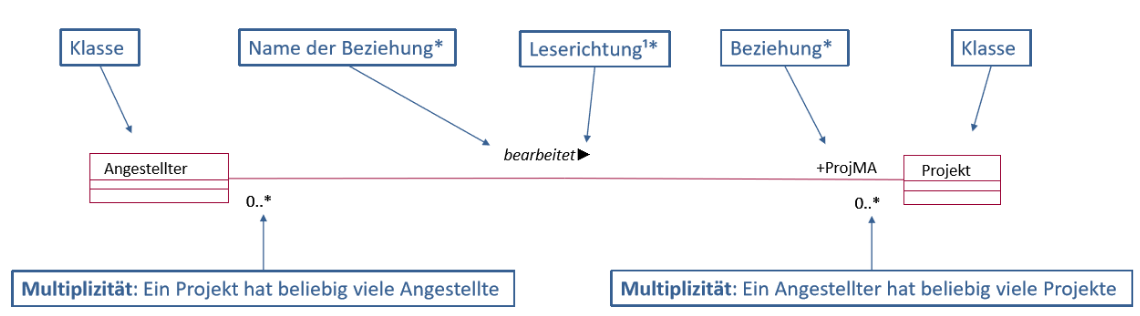 Klasse
Name der Beziehung*
Leserichtung¹*
Beziehung*
Klasse
bearbeitet▶
Angestellter
+ProjMA
Projekt
0..*
0..*
Multiplizität: Ein Projekt hat beliebig viele Angestellte
Multiplizität: Ein Angestellter hat beliebig viele Projekte